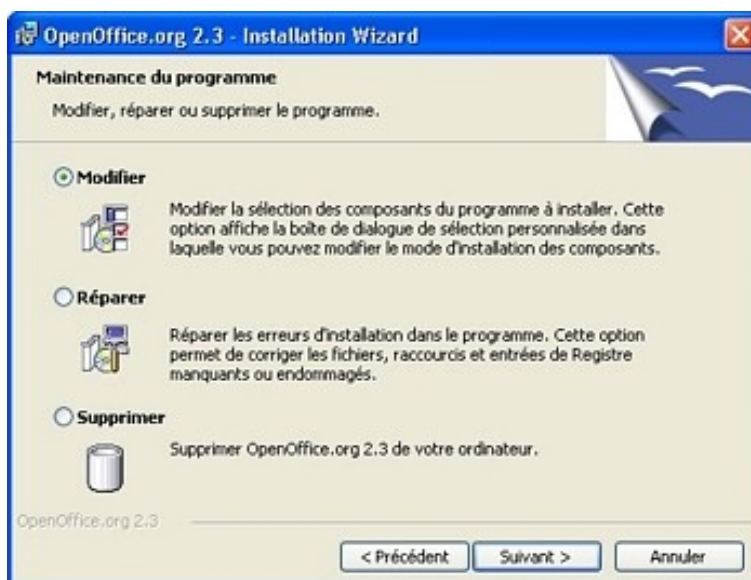 OpenOffice.org 2.3 - Installation Wizard
Maintenance du programme
Modifier, réparer ou supprimer le programme.
Modifier
Modifier la sélection des composants du programme à installer. Cette
option affiche la boîte de dialogue de sélection personnalisée dans
laquelle vous pouvez modifier le mode d'installation des composants.
Réparer
Réparer les erreurs d'installation dans le programme. Cette option
permet de corriger les fichiers, raccourcis et entrées de Registre
manquants ou endommagés.
Supprimer
Supprimer OpenOffice.org 2.3 de votre ordinateur.
OpenOffice.org 2.3
< Précédent
Suivant >
Annuler